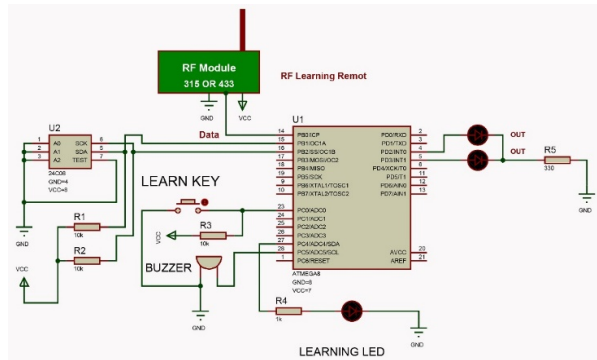 RF Module
315 OR 433
RF Learning Remot
GND
VCC
Data
U2
1 A0 SCK 6
2 A1 SDA 5
3 A2 TEST 7
24C08
GND=4
VCC=8
U1
14 PB0/ICP PD0/RXD 2
15 PB1/OC1A PD1/TXD 3
16 PB2/SS/OC1B PD2/INT0 4
17 PB3/MOSI/OC2 PD3/INT1 5
18 PB4/MISO PD4/XCK/T0 6
19 PB5/SCK PD5/T1 11
9 PB6/XTAL1/TOSC1 PD6/AIN0 12
10 PB7/XTAL2/TOSC2 PD7/AIN1 13
23 PC0/ADC0
24 PC1/ADC1
25 PC2/ADC2
26 PC3/ADC3
27 PC4/ADC4/SDA
28 PC5/ADC5/SCL AVCC 20
1 PC6/RESET AREF 21
ATMEGA8
GND=8
VCC=7
OUT
OUT
R5
330
GND
LEARN KEY
R1
10k
R2
10k
GND
VCC
VCC
R3
10k
BUZZER
GND
R4
1k
GND
LEARNING LED